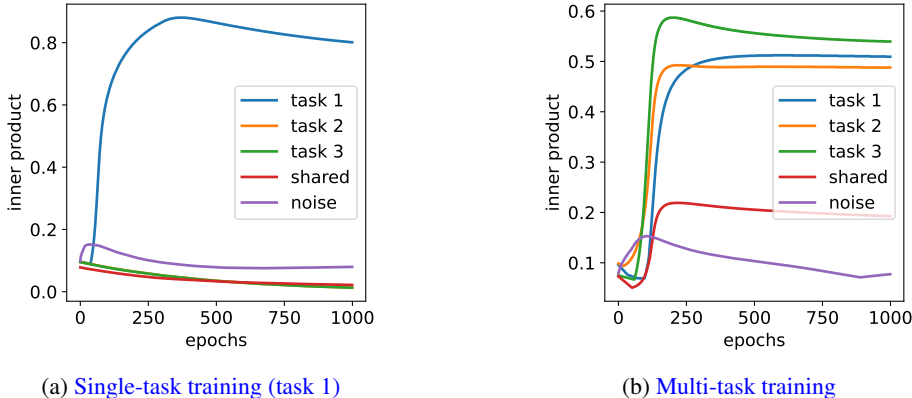 0.8
0.6
0.4
0.2
0.0
inner product
task 1
task 2
task 3
shared
noise
0 250 500 750 1000
epochs
(a) Single-task training (task 1)
0.6
0.5
0.4
0.3
0.2
0.1
inner product
task 1
task 2
task 3
shared
noise
0 250 500 750 1000
epochs
(b) Multi-task training